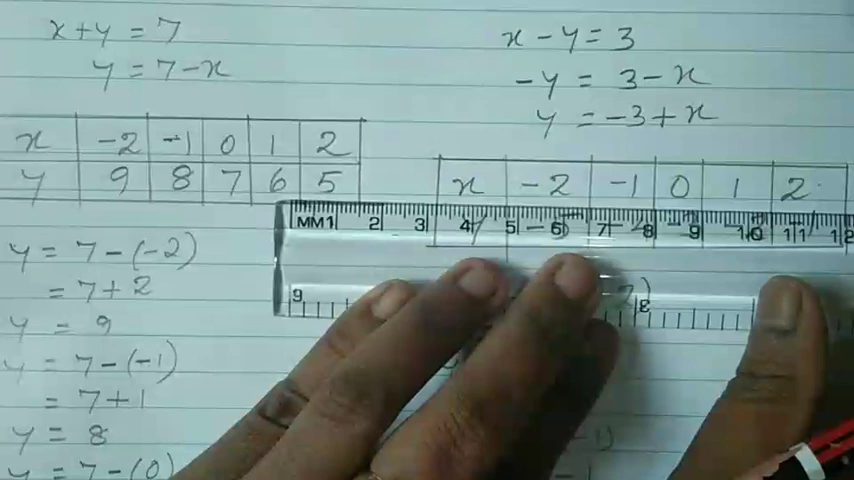 x + y = 7
y = 7 - x
x -2 -1 0 1 2
y 9 8 7 6 5
y = 7 - (-2)
= 7 + 2
y = 9
y = 7 - (-1)
= 7 + 1
y = 8
y = 7 - (0)
x - y = 3
-y = 3 - x
y = -3 + x
x -2 -1 0 1 2
MM1 2 3 4 5 6 7 8 9 10 11 12